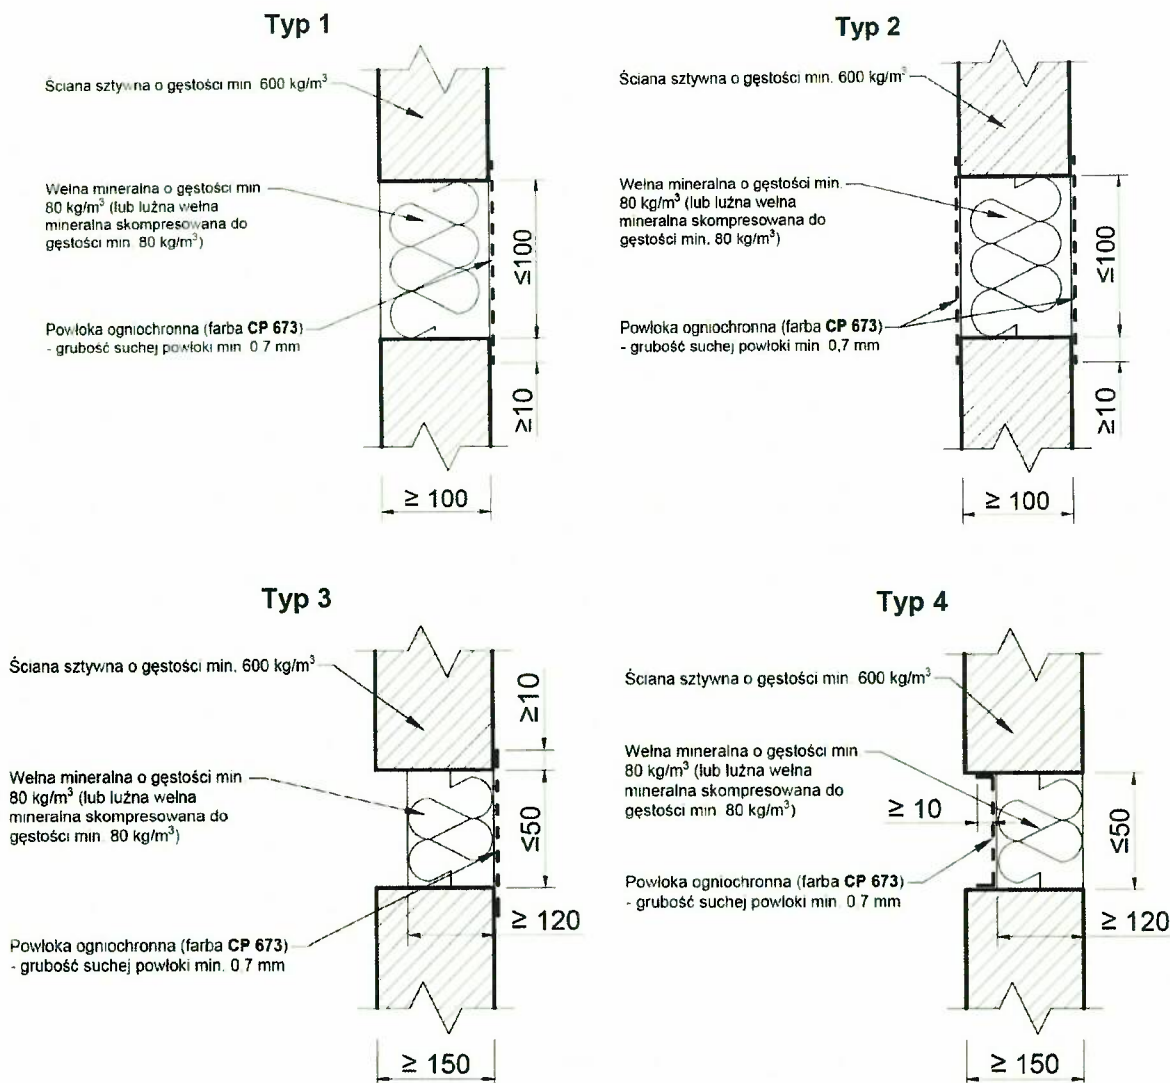 Typ 1
Ściana sztywna o gęstości min 600 kg/m³
Wełna mineralna o gęstości min
80 kg/m³ (lub luźna wełna
mineralna skompresowana do
gęstości min. 80 kg/m³)
Powłoka ogniochronna (farba CP 673)
- grubość suchej powłoki min 0 7 mm
≤100
≥10
≥ 100
Typ 2
Ściana sztywna o gęstości min. 600 kg/m³
Wełna mineralna o gęstości min.
80 kg/m³ (lub luźna wełna
mineralna skompresowana do
gęstości min. 80 kg/m³)
Powłoka ogniochronna (farba CP 673)
- grubość suchej powłoki min 0,7 mm
≤100
≥10
≥ 100
Typ 3
Ściana sztywna o gęstości min. 600 kg/m³
Wełna mineralna o gęstości min
80 kg/m³ (lub luźna wełna
mineralna skompresowana do
gęstości min. 80 kg/m³)
Powłoka ogniochronna (farba CP 673)
- grubość suchej powłoki min. 0,7 mm
≥10
≤50
≥ 120
≥ 150
Typ 4
Ściana sztywna o gęstości min 600 kg/m³
Wełna mineralna o gęstości min
80 kg/m³ (lub luźna wełna
mineralna skompresowana do
gęstości min 80 kg/m³)
Powłoka ogniochronna (farba CP 673)
- grubość suchej powłoki min. 0 7 mm
≥ 10
≤50
≥ 120
≥ 150